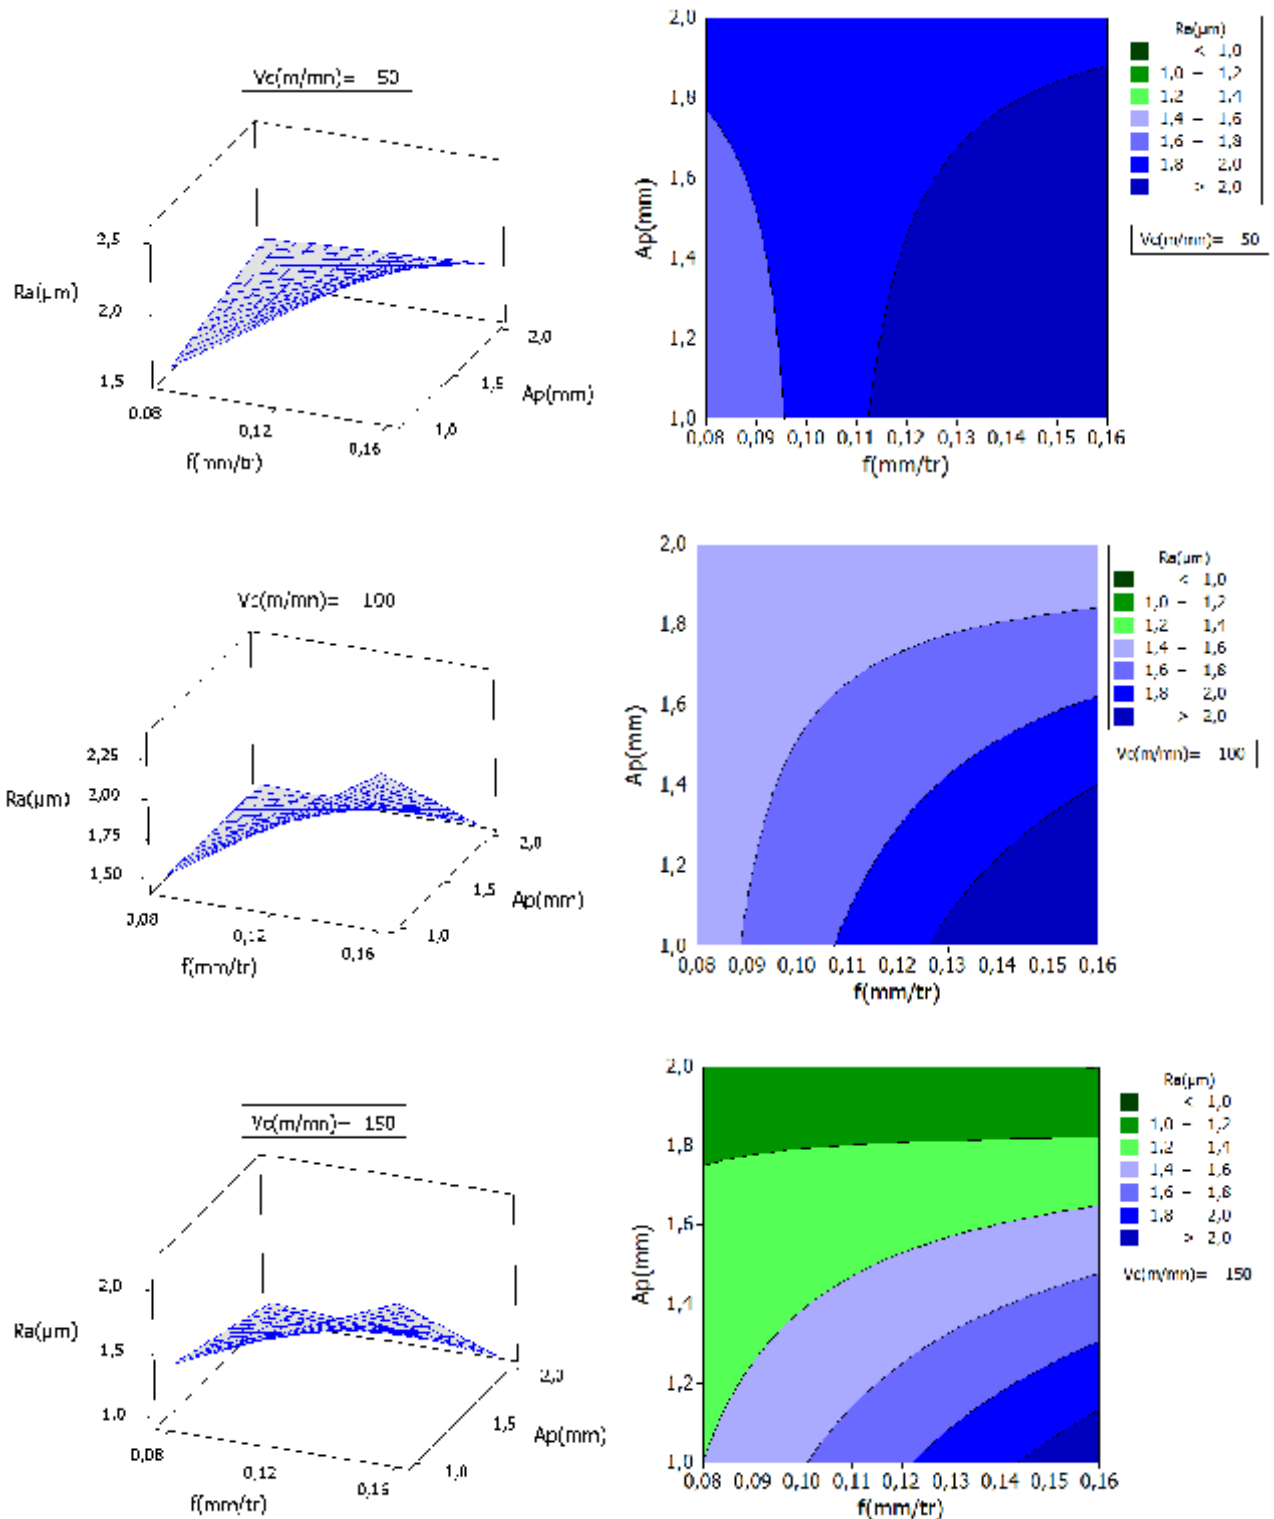 Vc(m/mn)= 50
2,5
Ra(µm)
2,0
1,5
0,08
0,12
0,16
f(mm/tr)
1,0
1,5
2,0
Ap(mm)
2,0
1,8
1,6
1,4
1,2
1,0
Ap(mm)
0,08 0,09 0,10 0,11 0,12 0,13 0,14 0,15 0,16
f(mm/tr)
Ra(µm)
< 1,0
1,0 – 1,2
1,2 1,4
1,4 – 1,6
1,6 – 1,8
1,8 2,0
> 2,0
Vc(m/mn)= 50
Vc(m/mn)= 100
2,25
Ra(µm)
2,00
1,75
1,50
0,08
0,12
0,16
f(mm/tr)
1,0
1,5
2,0
Ap(mm)
2,0
1,8
1,6
1,4
1,2
1,0
Ap(mm)
0,08 0,09 0,10 0,11 0,12 0,13 0,14 0,15 0,16
f(mm/tr)
Ra(µm)
< 1,0
1,0 – 1,2
1,2 1,4
1,4 – 1,6
1,6 – 1,8
1,8 2,0
> 2,0
Vc(m/mn)= 100
Vc(m/mn)– 150
2,0
Ra(µm)
1,5
1,0
0,08
0,12
0,16
f(mm/tr)
1,0
1,5
2,0
Ap(mm)
2,0
1,8
1,6
1,4
1,2
1,0
Ap(mm)
0,08 0,09 0,10 0,11 0,12 0,13 0,14 0,15 0,16
f(mm/tr)
Ra(µm)
< 1,0
1,0 – 1,2
1,2 1,4
1,4 – 1,6
1,6 – 1,8
1,8 2,0
> 2,0
Vc(m/mn)= 150